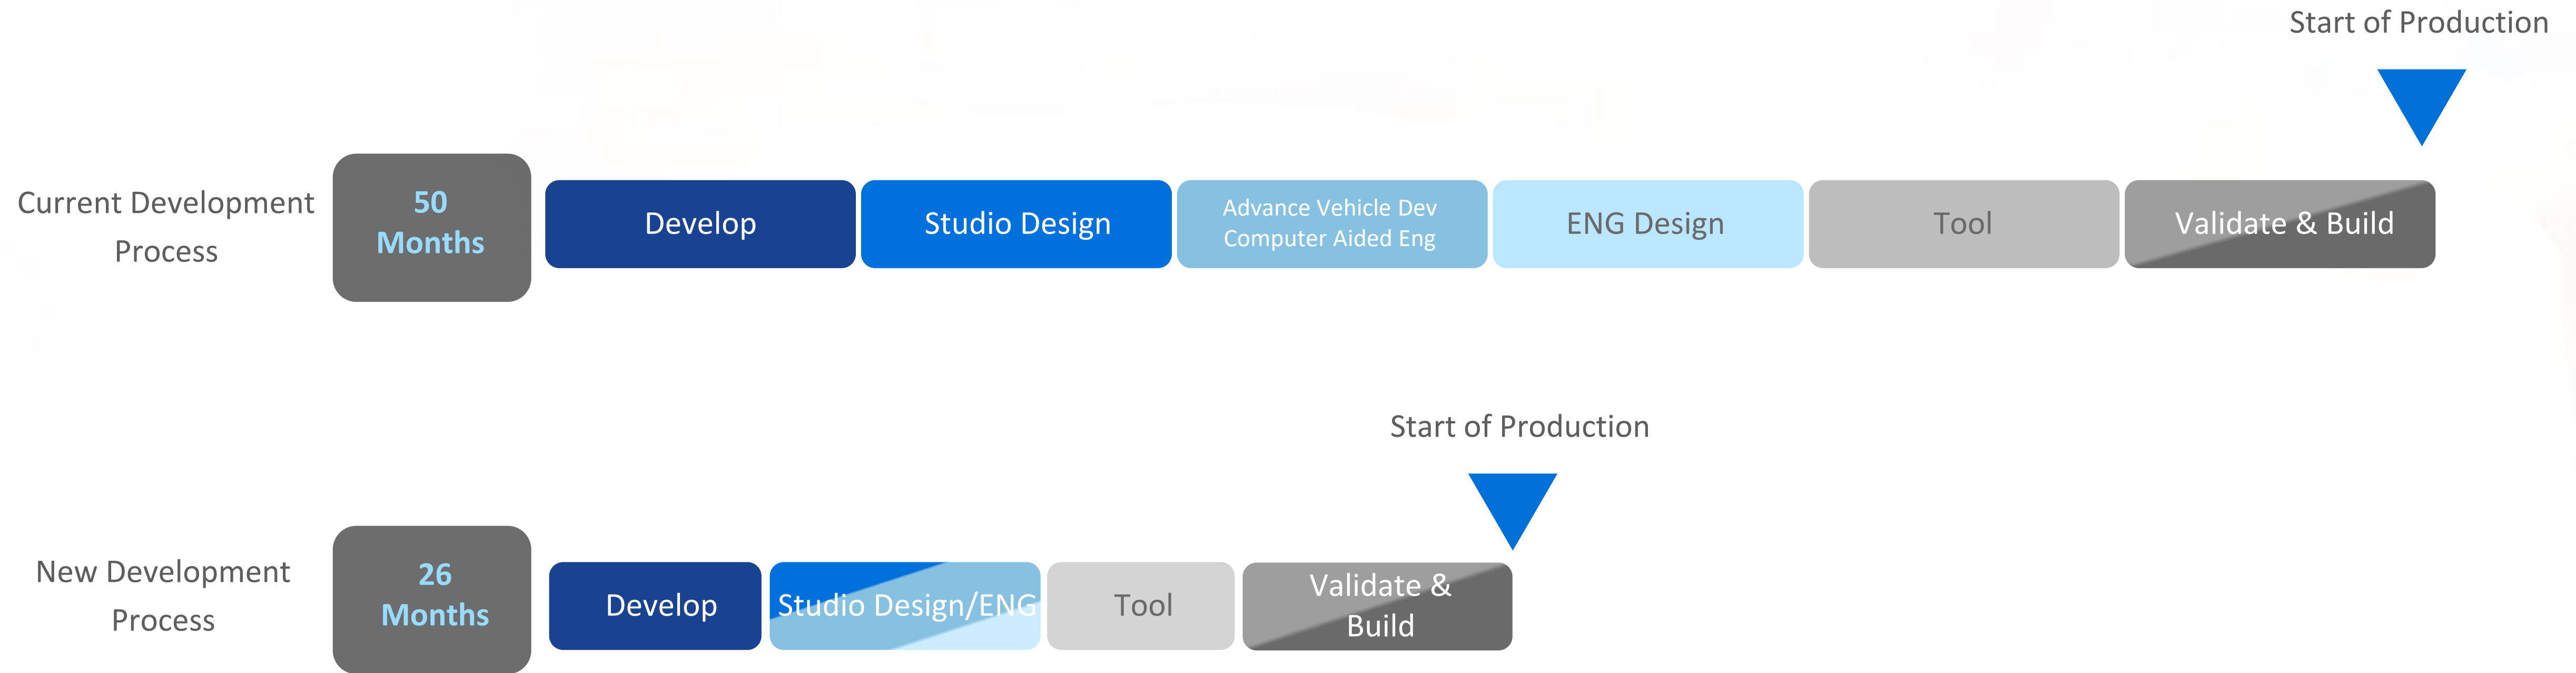 Start of Production
Current Development
Process
50
Months
Develop
Studio Design
Advance Vehicle Dev
Computer Aided Eng
ENG Design
Tool
Validate & Build
Start of Production
New Development
Process
26
Months
Develop
Studio Design/ENG
Tool
Validate &
Build